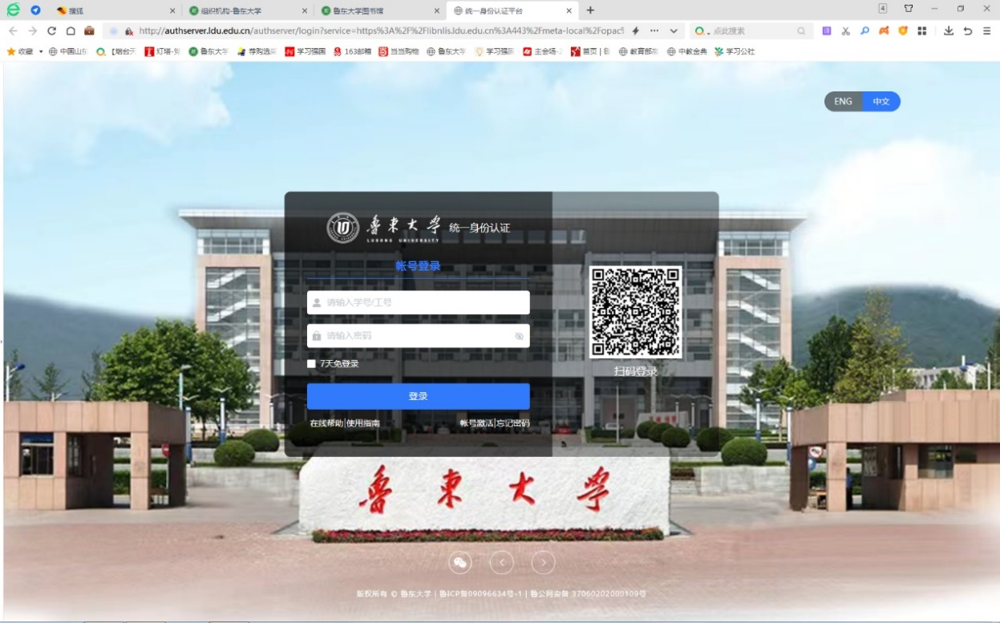 搜狐
组织机构-鲁东大学
鲁东大学图书馆
统一身份认证平台
4
http://authserver.ldu.edu.cn/authserver/login?service=https%3A%2F%2Flibnlis.ldu.edu.cn%3A443%2Fmeta-local%2Fopac%
点此搜索
译
收藏
中国山东
【烟台天
灯塔-党
鲁东大学
荐购选采
学习强国
163邮箱
当当购物
鲁东大学
学习强国
主会场-
首页 | 鲁
教育部
中教金典
学习公社
ENG 中文
鲁東大学 统一身份认证
LUDONG UNIVERSITY
帐号登录
请输入学号/工号
请输入密码
7天免登录
登录
在线帮助|使用指南 帐号激活|忘记密码
扫码登录
鲁東大学
版权所有 © 鲁东大学 | 鲁ICP备09096634号-1 | 鲁公网安备 37060202000109号